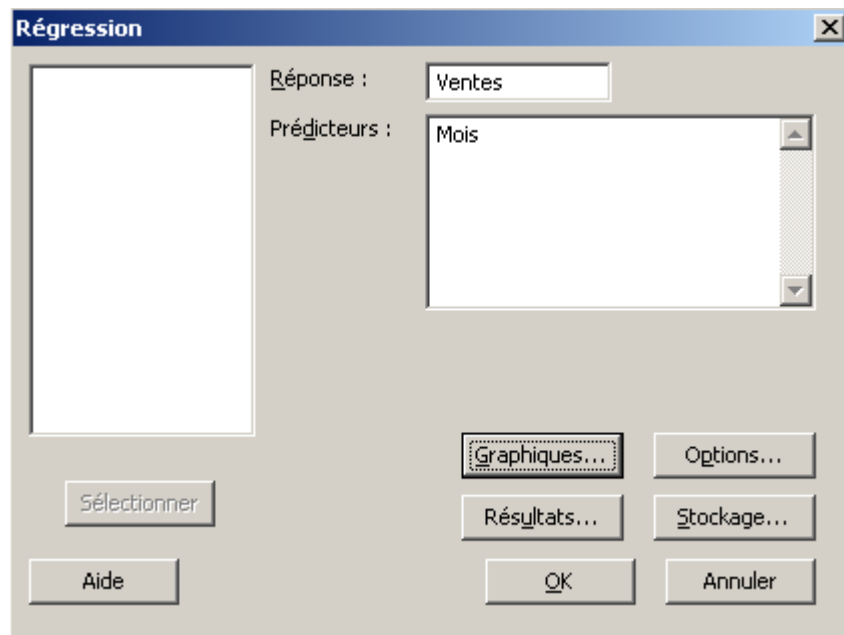 Régression
Réponse :
Ventes
Prédicteurs :
Mois
Graphiques...
Options...
Sélectionner
Résultats...
Stockage...
Aide
OK
Annuler